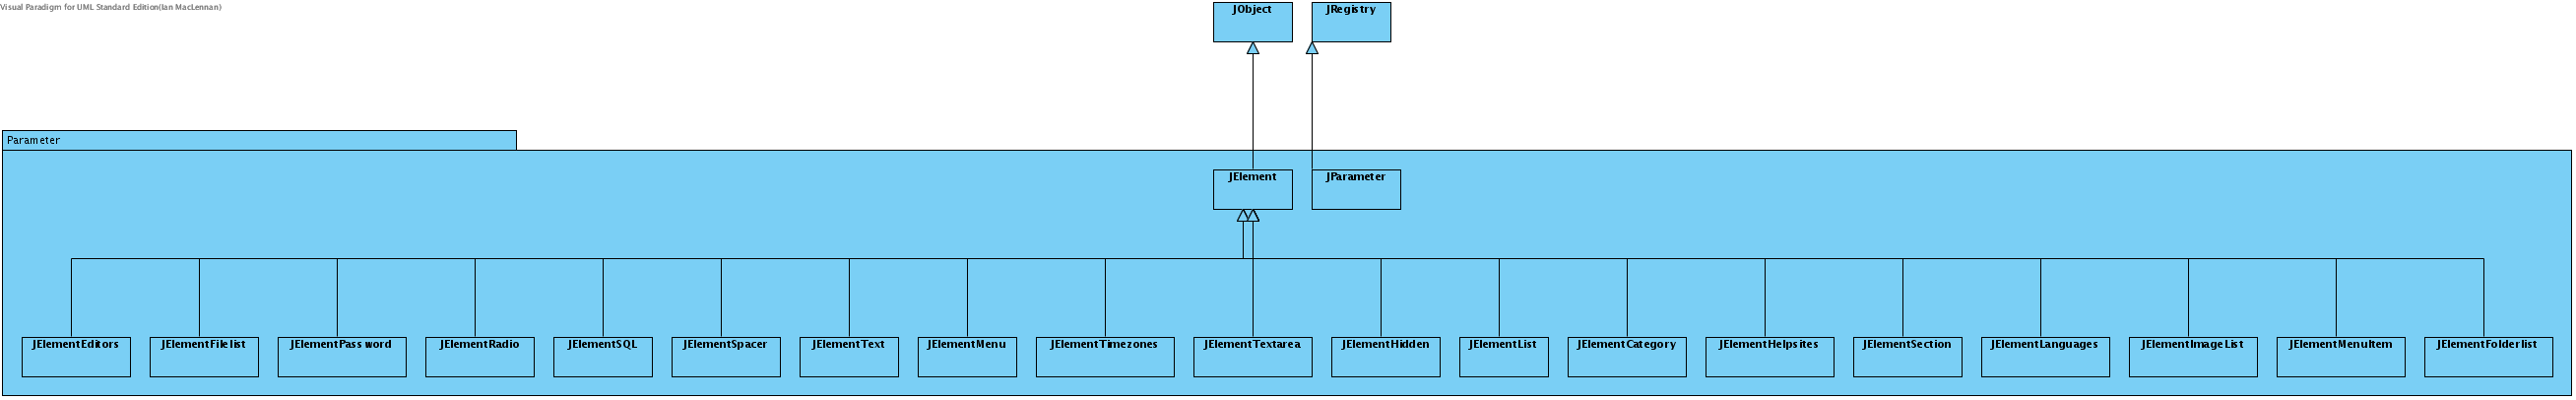 Visual Paradigm for UML Standard Edition(Ian MacLennan)
JObject
JRegistry
Parameter
JElement
JParameter
JElementEditors
JElementFilelist
JElementPassword
JElementRadio
JElementSQL
JElementSpacer
JElementText
JElementMenu
JElementTimezones
JElementTextarea
JElementHidden
JElementList
JElementCategory
JElementHelpsites
JElementSection
JElementLanguages
JElementImageList
JElementMenuItem
JElementFolderlist